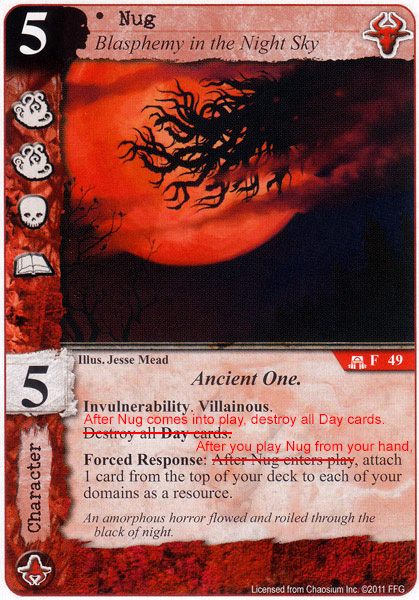 5
• Nug
Blasphemy in the Night Sky
Illus. Jesse Mead
F 49
5
Ancient One.
Invulnerability. Villainous.
After Nug comes into play, destroy all Day cards.
Destroy all Day cards.
After you play Nug from your hand,
Forced Response: After Nug enters play, attach
1 card from the top of your deck to each of your
domains as a resource.
An amorphous horror flowed and roiled through the
black of night.
Character
Licensed from Chaosium Inc. ©2011 FFG